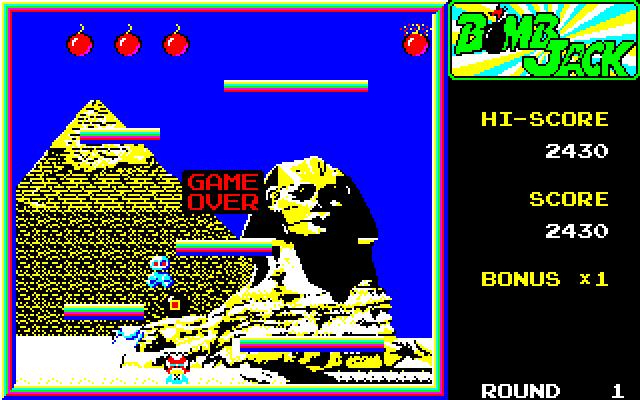 BOMB
JACK
HI-SCORE
2430
GAME
OVER
SCORE
2430
BONUS x1
ROUND 1